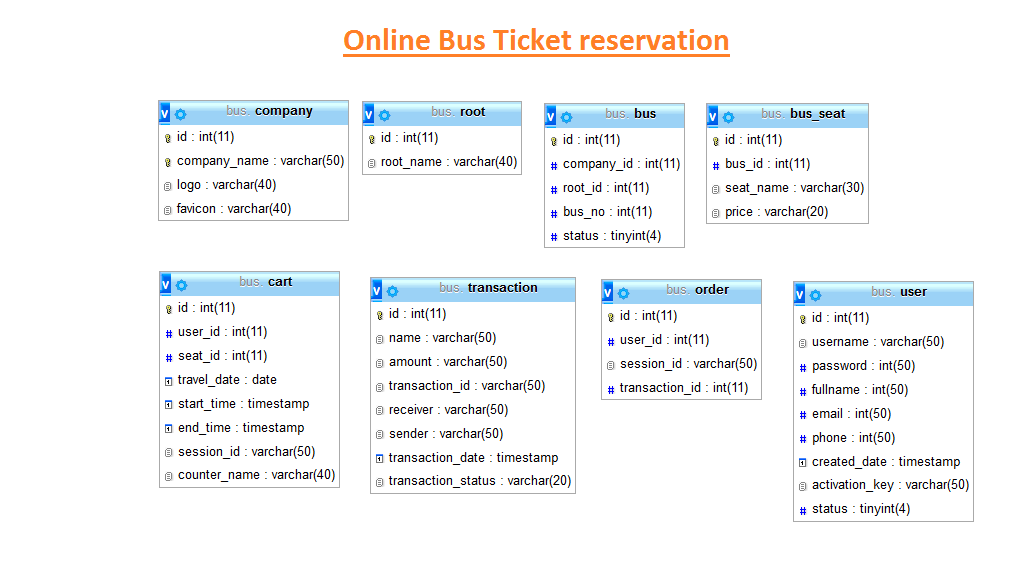 Online Bus Ticket reservation
v bus. company
id : int(11)
company_name : varchar(50)
logo : varchar(40)
favicon : varchar(40)
v bus. root
id : int(11)
root_name : varchar(40)
v bus. bus
id : int(11)
# company_id : int(11)
# root_id : int(11)
# bus_no : int(11)
# status : tinyint(4)
v bus. bus_seat
id : int(11)
# bus_id : int(11)
seat_name : varchar(30)
price : varchar(20)
v bus. cart
id : int(11)
# user_id : int(11)
# seat_id : int(11)
travel_date : date
start_time : timestamp
end_time : timestamp
session_id : varchar(50)
counter_name : varchar(40)
v bus. transaction
id : int(11)
name : varchar(50)
amount : varchar(50)
transaction_id : varchar(50)
receiver : varchar(50)
sender : varchar(50)
transaction_date : timestamp
transaction_status : varchar(20)
v bus. order
id : int(11)
# user_id : int(11)
session_id : varchar(50)
# transaction_id : int(11)
v bus. user
id : int(11)
username : varchar(50)
# password : int(50)
# fullname : int(50)
# email : int(50)
# phone : int(50)
created_date : timestamp
activation_key : varchar(50)
# status : tinyint(4)